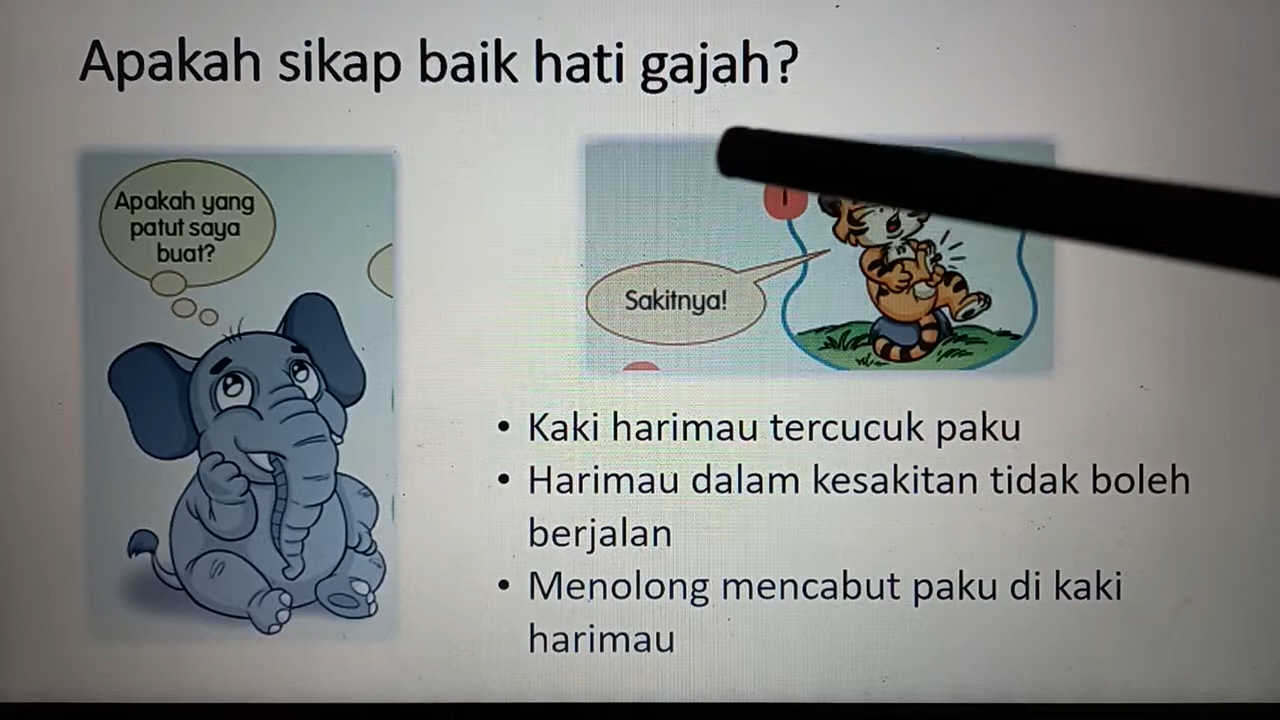 Apakah sikap baik hati gajah?
Apakah yang
patut saya
buat?
Sakitnya!
• Kaki harimau tercucuk paku
• Harimau dalam kesakitan tidak boleh
berjalan
• Menolong mencabut paku di kaki
harimau